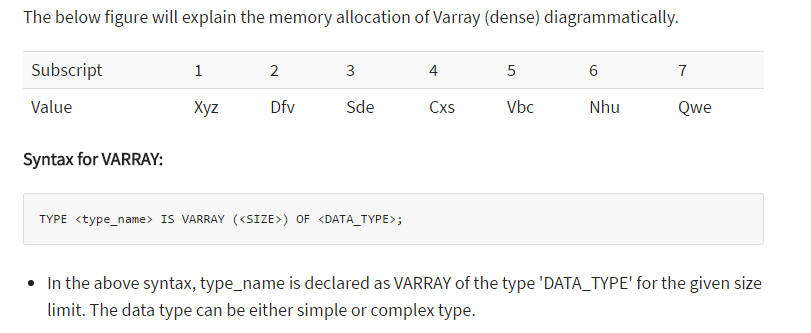 The below figure will explain the memory allocation of Varray (dense) diagrammatically.
Subscript 1 2 3 4 5 6 7
Value Xyz Dfv Sde Cxs Vbc Nhu Qwe
Syntax for VARRAY:
TYPE <type_name> IS VARRAY (<SIZE>) OF <DATA_TYPE>;
• In the above syntax, type_name is declared as VARRAY of the type 'DATA_TYPE' for the given size
limit. The data type can be either simple or complex type.